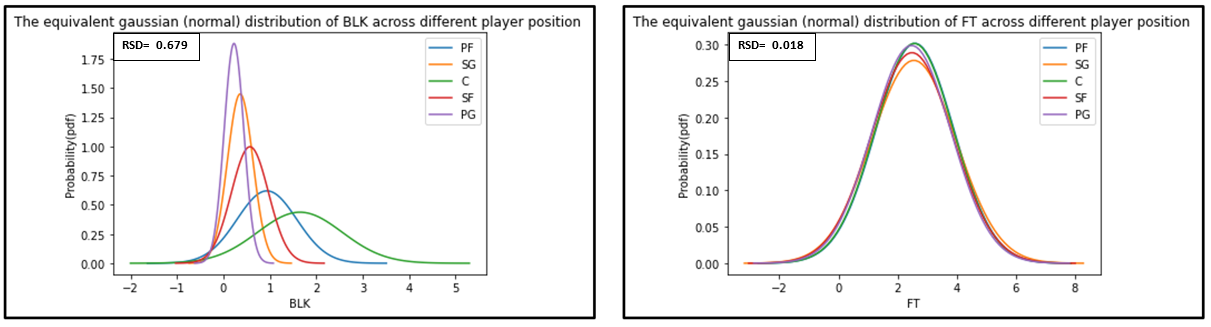 The equivalent gaussian (normal) distribution of BLK across different player position
RSD= 0.679
PF
SG
C
SF
PG
Probability(pdf)
1.75
1.50
1.25
1.00
0.75
0.50
0.25
0.00
−2 −1 0 1 2 3 4 5
BLK
The equivalent gaussian (normal) distribution of FT across different player position
RSD= 0.018
PF
SG
C
SF
PG
Probability(pdf)
0.30
0.25
0.20
0.15
0.10
0.05
0.00
−2 0 2 4 6 8
FT